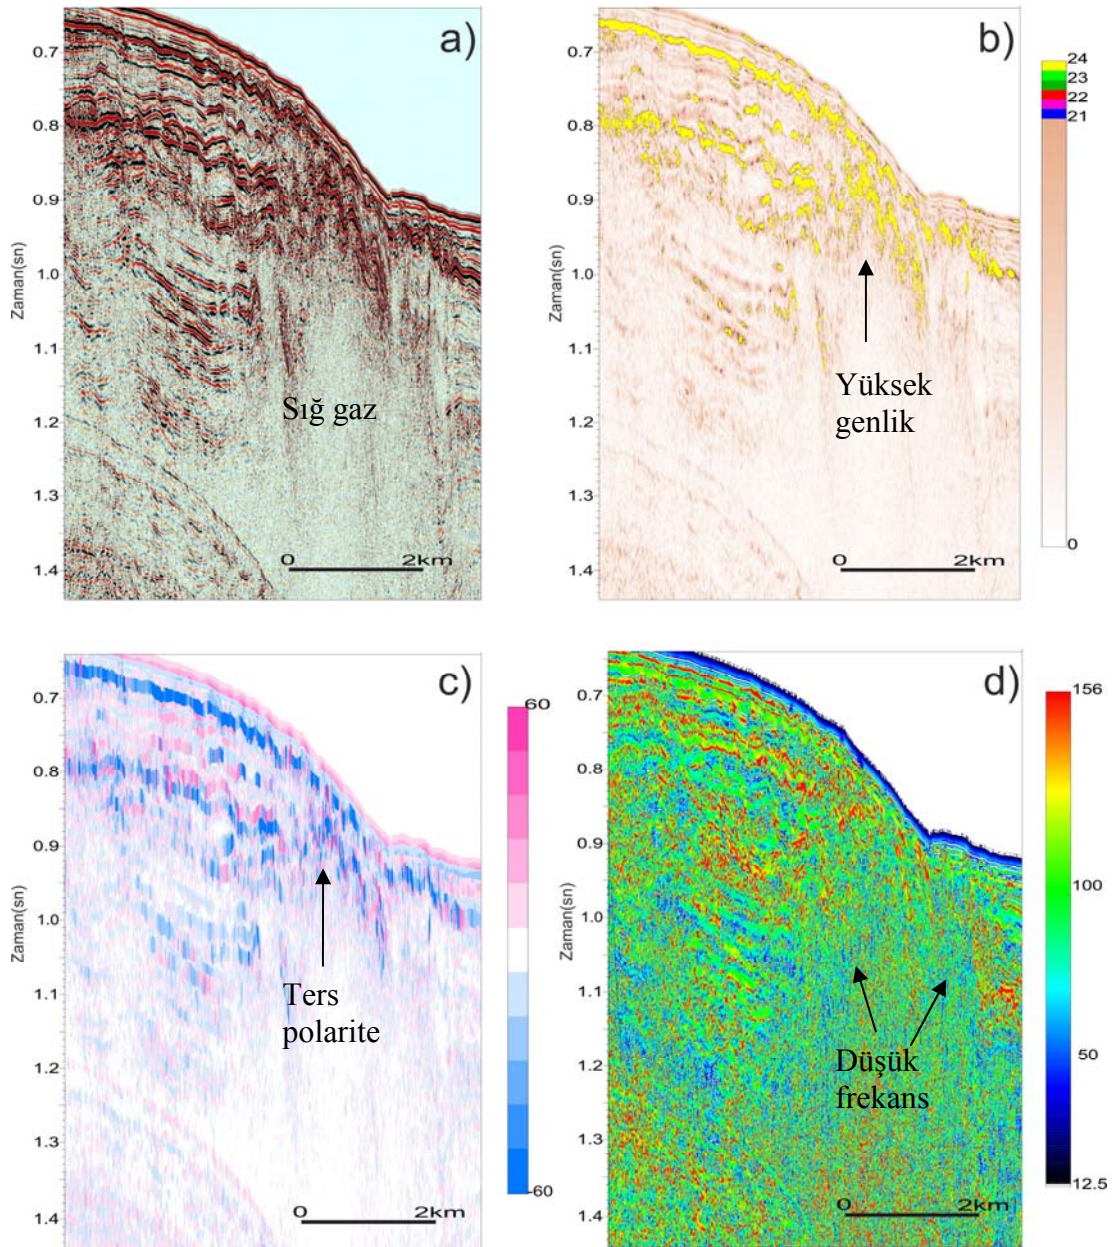 a)
0.7
0.8
0.9
1.0
1.1
1.2
1.3
1.4
Zaman(sn)
Sığ gaz
0 2km
b)
0.7
0.8
0.9
1.0
1.1
1.2
1.3
1.4
Zaman(sn)
Yüksek
genlik
0 2km
24
23
22
21
0
c)
0.7
0.8
0.9
1.0
1.1
1.2
1.3
1.4
Zaman(sn)
Ters
polarite
0 2km
60
-60
d)
0.7
0.8
0.9
1.0
1.1
1.2
1.3
1.4
Zaman(sn)
Düşük
frekans
0 2km
156
100
50
12.5